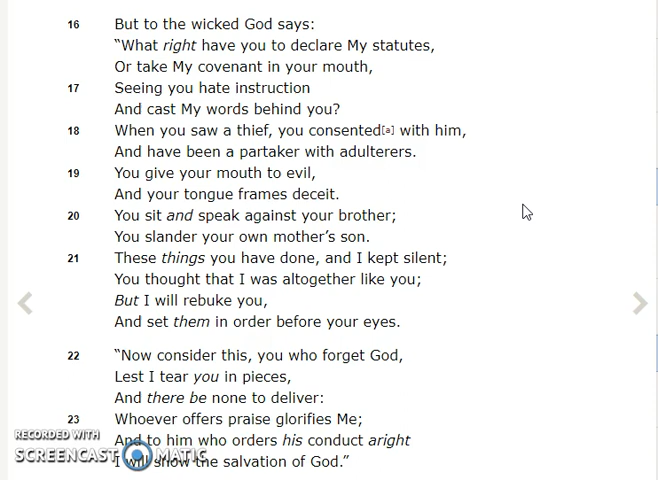 16 But to the wicked God says:
“What right have you to declare My statutes,
Or take My covenant in your mouth,
17 Seeing you hate instruction
And cast My words behind you?
18 When you saw a thief, you consented[a] with him,
And have been a partaker with adulterers.
19 You give your mouth to evil,
And your tongue frames deceit.
20 You sit and speak against your brother;
You slander your own mother’s son.
21 These things you have done, and I kept silent;
You thought that I was altogether like you;
But I will rebuke you,
And set them in order before your eyes.
22 “Now consider this, you who forget God,
Lest I tear you in pieces,
And there be none to deliver:
23 Whoever offers praise glorifies Me;
And to him who orders his conduct aright
I will show the salvation of God.”
RECORDED WITH
SCREENCAST MATIC